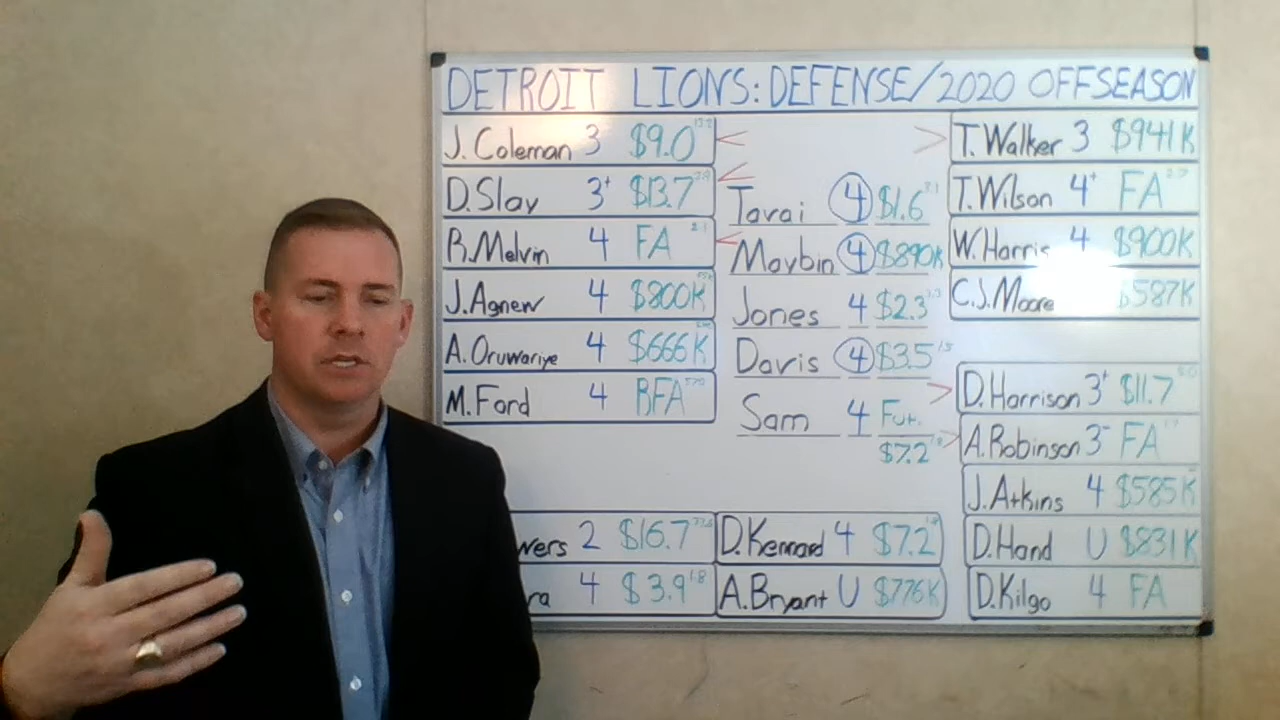 DETROIT LIONS: DEFENSE/2020 OFFSEASON
J. Coleman 3 $9.0
D. Slay 3+ $13.7
R. Melvin 4 FA
J. Agnew 4 $800K
A. Oruwariye 4 $666K
M. Ford 4 RFA
Tavai 4 $1.6
Maybin 4 $890K
Jones 4 $2.3
Davis 4 $3.5
Sam 4 Fut.
$7.2
T. Walker 3 $941K
T. Wilson 4+ FA
W. Harris 4 $900K
C.J. Moore $587K
D. Harrison 3+ $11.7
A. Robinson 3- FA
J. Atkins 4 $585K
D. Hand U $831K
D. Kilgo 4 FA
wers 2 $16.7
ra 4 $3.9 1.8
D. Kennard 4 $7.2
A. Bryant U $776K